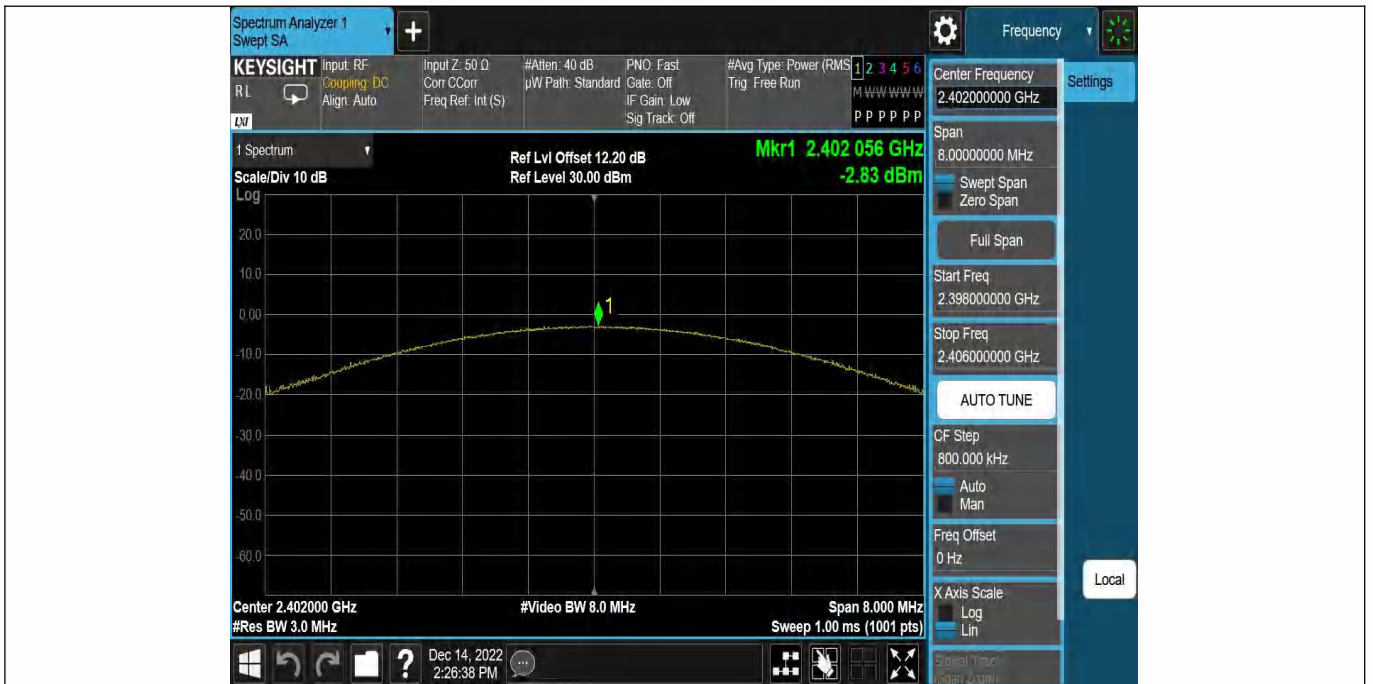 Spectrum Analyzer 1
Swept SA
+
Frequency
KEYSIGHT
RL
LXI
Input: RF
Coupling: DC
Align: Auto
Input Z: 50 Ω
Corr CCorr
Freq Ref: Int (S)
#Atten: 40 dB
µW Path: Standard
PNO: Fast
Gate: Off
IF Gain: Low
Sig Track: Off
#Avg Type: Power (RMS
Trig: Free Run
1 2 3 4 5 6
M W W W W W
P P P P P P
1 Spectrum
Scale/Div 10 dB
Ref Lvl Offset 12.20 dB
Ref Level 30.00 dBm
Mkr1 2.402 056 GHz
-2.83 dBm
Log
20.0
10.0
0.00
-10.0
-20.0
-30.0
-40.0
-50.0
-60.0
1
Center 2.402000 GHz
#Res BW 3.0 MHz
#Video BW 8.0 MHz
Span 8.000 MHz
Sweep 1.00 ms (1001 pts)
Center Frequency
2.402000000 GHz
Settings
Span
8.00000000 MHz
Swept Span
Zero Span
Full Span
Start Freq
2.398000000 GHz
Stop Freq
2.406000000 GHz
AUTO TUNE
CF Step
800.000 kHz
Auto
Man
Freq Offset
0 Hz
X Axis Scale
Log
Lin
Signal Track
(Span Zoom)
Local
?
Dec 14, 2022
2:26:38 PM